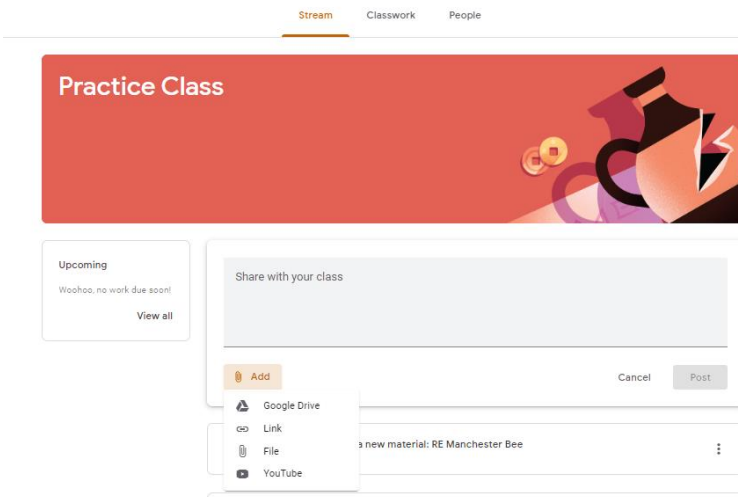 Stream Classwork People
Practice Class
Upcoming
Woohoo, no work due soon!
View all
Share with your class
Add
Cancel Post
Google Drive
Link
File
YouTube
a new material: RE Manchester Bee